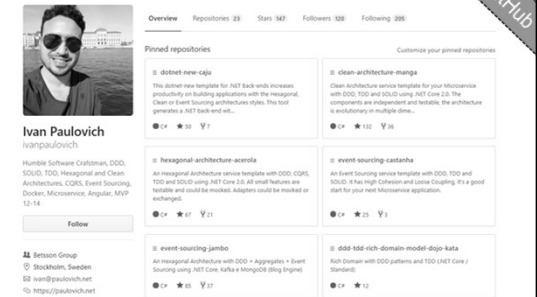 Overview Repositories 23 Stars 147 Followers 120 Following 205
Pinned repositories
Customize your pinned repositories
dotnet-new-caju
This dotnet-new template for .NET Back-ends increases
productivity on building applications with the Hexagonal,
Clean or Event Sourcing architectures styles. This tool
generates a .NET back-end wit...
C# 50 7
clean-architecture-manga
Clean Architecture service template for your Microservice
with DDD, TDD and SOLID using .NET Core 2.0. The
components are independent and testable, the architecture
is evolutionary in multiple dime...
C# 132 36
Ivan Paulovich
ivanpaulovich
Humble Software Craftsman, DDD,
SOLID, TDD, Hexagonal and Clean
Architectures, CQRS, Event Sourcing,
Docker, Microservice, Angular, MVP
12-14
Follow
Betsson Group
Stockholm, Sweden
ivan@paulovich.net
https://paulovich.net
hexagonal-architecture-acerola
An Hexagonal Architecture service template with DDD, CQRS,
TDD and SOLID using .NET Core 2.0. All small features are
testable and could be mocked. Adapters could be mocked or
exchanged.
C# 67 21
event-sourcing-castanha
An Event Sourcing service template with DDD, TDD and
SOLID. It has High Cohesion and Loose Coupling, it's a good
start for your next Microservice application.
C# 25 3
event-sourcing-jambo
An Hexagonal Architecture with DDD + Aggregates + Event
Sourcing using .NET Core, Kafka e MongoDB (Blog Engine)
C# 85 37
ddd-tdd-rich-domain-model-dojo-kata
Rich Domain with DDD patterns and TDD (.NET Core /
Standard)
C# 12